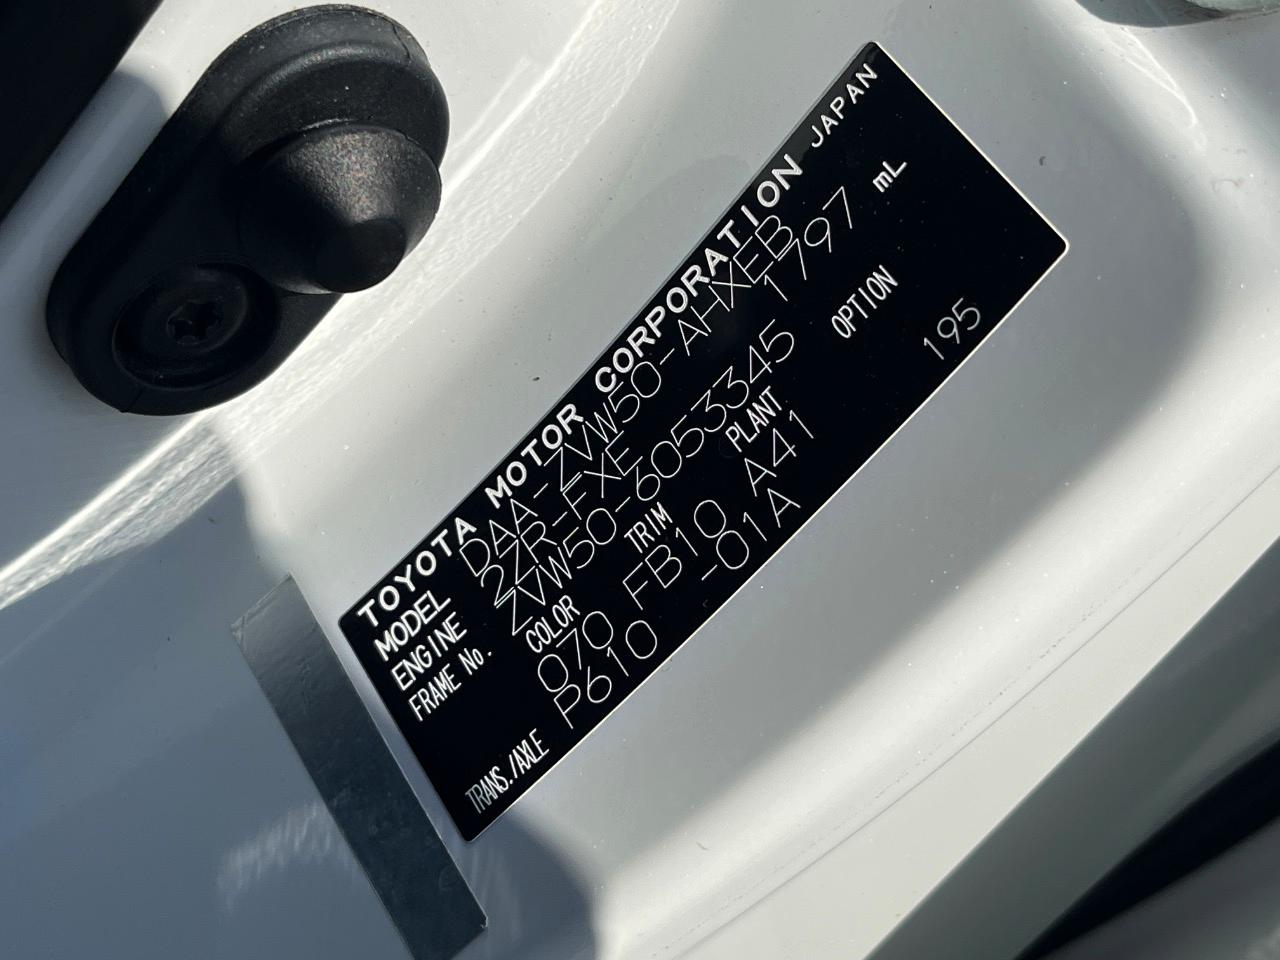 TOYOTA MOTOR CORPORATION JAPAN
MODEL DAA-ZVW50-AHXEB
ENGINE 2ZR-FXE 1797 mL
FRAME No. ZVW50-6053345
COLOR TRIM PLANT OPTION
070 FB10 A41 195
TRANS./AXLE P610 -01A